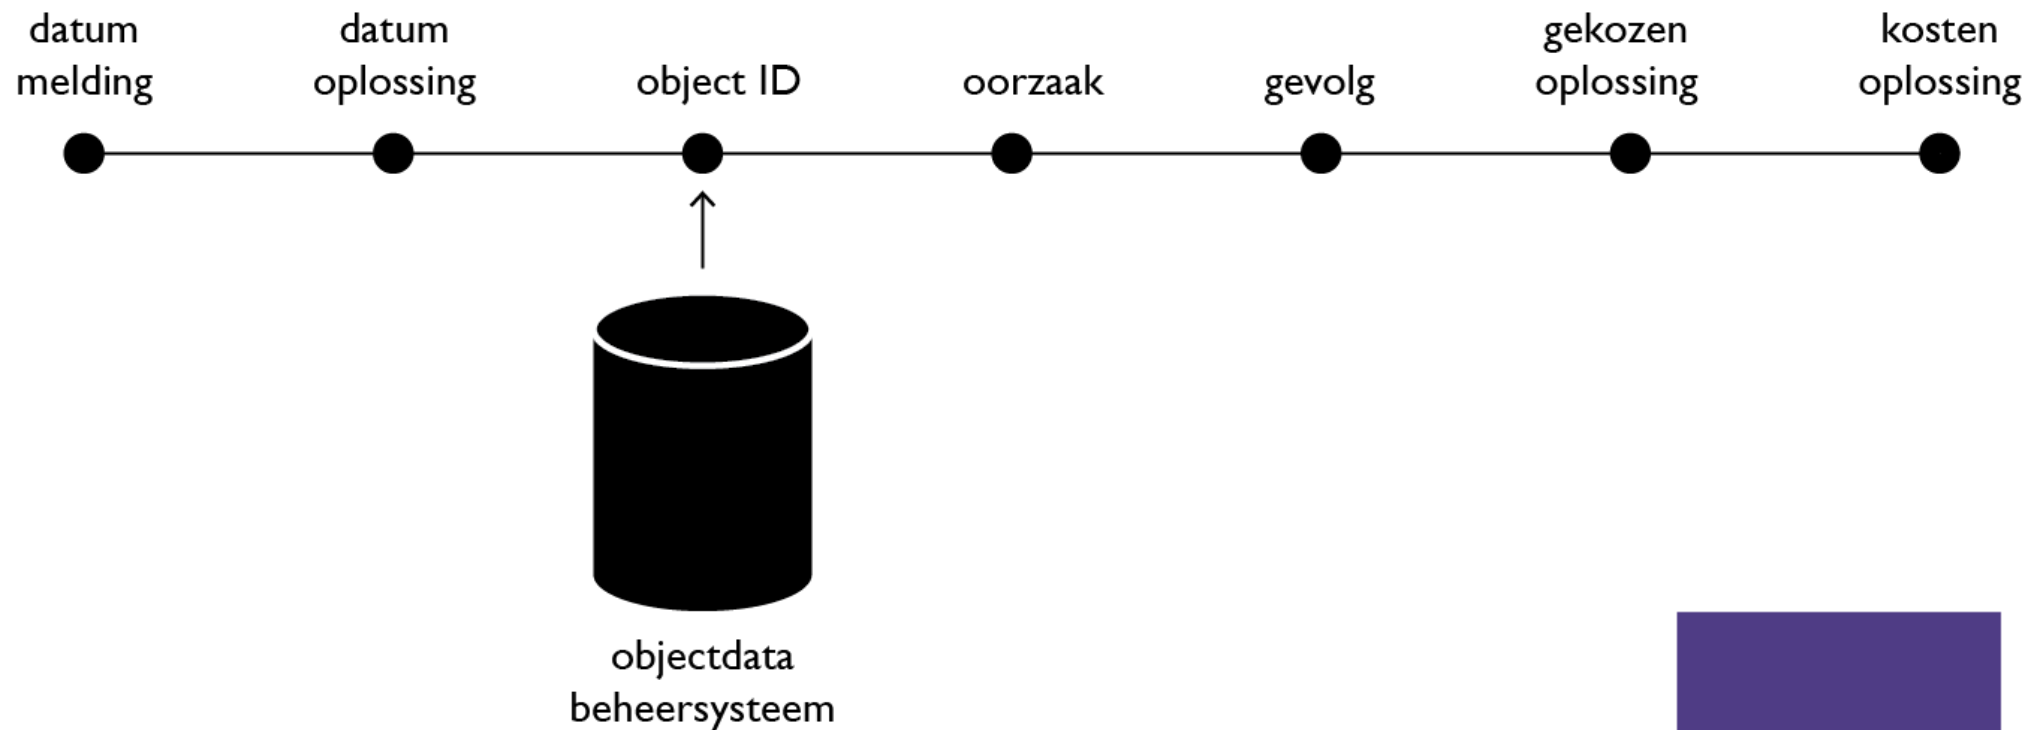 datum
melding
datum
oplossing
object ID
oorzaak
gevolg
gekozen
oplossing
kosten
oplossing
objectdata
beheersysteem